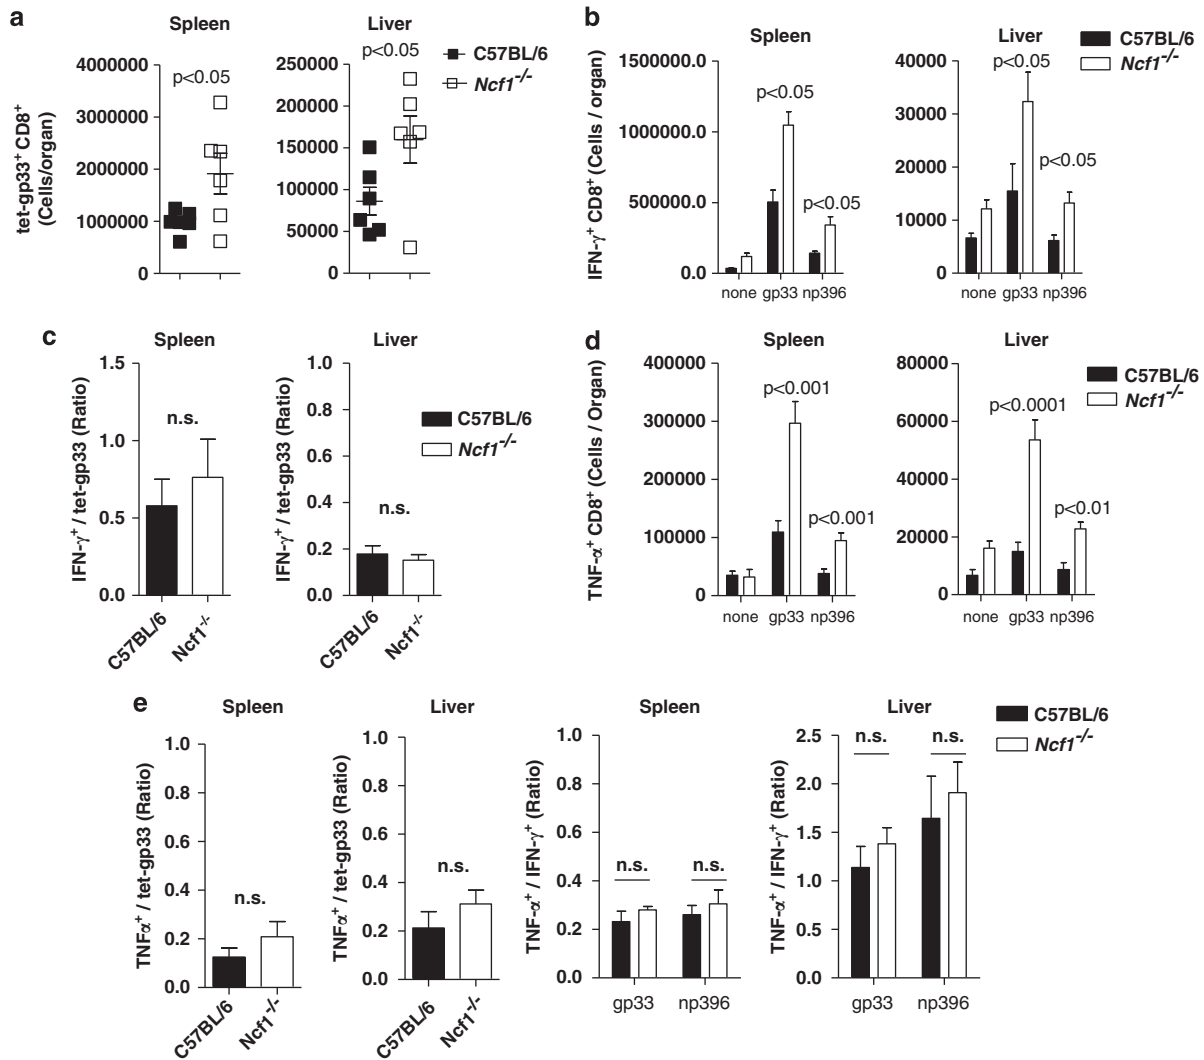 a
Spleen
Liver
C57BL/6
Ncf1-/-
p<0.05
p<0.05
tet-gp33+ CD8+
(Cells/organ)
4000000
3000000
2000000
1000000
0
250000
200000
150000
100000
50000
0
b
Spleen
Liver
C57BL/6
Ncf1-/-
IFN-γ+ CD8+ (Cells / organ)
1500000.0
1000000.0
500000.0
0.0
p<0.05
p<0.05
none gp33 np396
40000
30000
20000
10000
0
p<0.05
p<0.05
none gp33 np396
c
Spleen
Liver
IFN-γ+ / tet-gp33 (Ratio)
1.5
1.0
0.5
0.0
n.s.
C57BL/6
Ncf1-/-
IFN-γ+ / tet-gp33 (Ratio)
1.0
0.8
0.6
0.4
0.2
0.0
n.s.
C57BL/6
Ncf1-/-
C57BL/6
Ncf1-/-
d
Spleen
Liver
C57BL/6
Ncf1-/-
TNF-α+ CD8+ (Cells / Organ)
400000
300000
200000
100000
0
p<0.001
p<0.001
none gp33 np396
80000
60000
40000
20000
0
p<0.0001
p<0.01
none gp33 np396
e
Spleen
TNFα+ / tet-gp33 (Ratio)
1.0
0.8
0.6
0.4
0.2
0.0
n.s.
C57BL/6
Ncf1-/-
Liver
TNFα+ / tet-gp33 (Ratio)
1.0
0.8
0.6
0.4
0.2
0.0
n.s.
C57BL/6
Ncf1-/-
Spleen
TNF-α+ / IFN-γ+ (Ratio)
1.0
0.8
0.6
0.4
0.2
0.0
n.s. n.s.
gp33 np396
Liver
TNF-α+ / IFN-γ+ (Ratio)
2.5
2.0
1.5
1.0
0.5
0.0
n.s. n.s.
gp33 np396
C57BL/6
Ncf1-/-